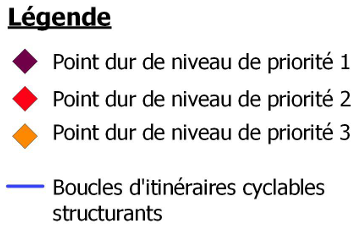 Légende
Point dur de niveau de priorité 1
Point dur de niveau de priorité 2
Point dur de niveau de priorité 3
Boucles d'itinéraires cyclables
structurants